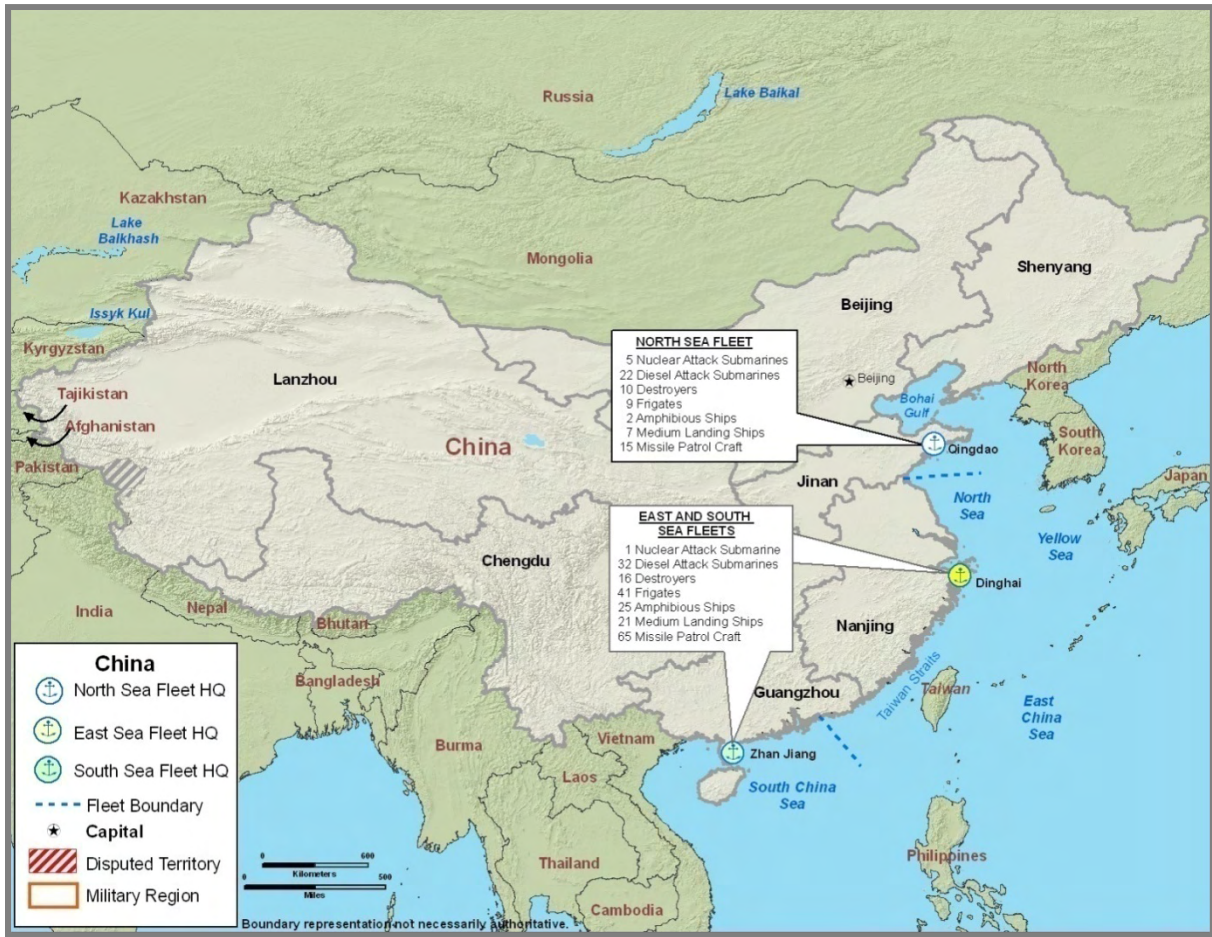 Russia
Lake Baikal
Kazakhstan
Lake
Balkhash
Mongolia
Shenyang
Beijing
Issyk Kul
Kyrgyzstan
Lanzhou
Tajikistan
Afghanistan
Pakistan
China
NORTH SEA FLEET
5 Nuclear Attack Submarines
22 Diesel Attack Submarines
10 Destroyers
9 Frigates
2 Amphibious Ships
7 Medium Landing Ships
15 Missile Patrol Craft
Beijing
Bohai
Gulf
North
Korea
South
Korea
Qingdao
Jinan
Japan
North
Sea
Yellow
Sea
EAST AND SOUTH
SEA FLEETS
1 Nuclear Attack Submarine
32 Diesel Attack Submarines
16 Destroyers
41 Frigates
25 Amphibious Ships
21 Medium Landing Ships
65 Missile Patrol Craft
Chengdu
Dinghai
Nanjing
India
Nepal
Bhutan
Bangladesh
Guangzhou
Taiwan Straits
Taiwan
East
China
Sea
Burma
Vietnam
Zhan Jiang
Laos
South China
Sea
Thailand
Philippines
Cambodia
China
North Sea Fleet HQ
East Sea Fleet HQ
South Sea Fleet HQ
Fleet Boundary
Capital
Disputed Territory
Military Region
0 600
Kilometers
0 500
Miles
Boundary representation not necessarily authoritative.